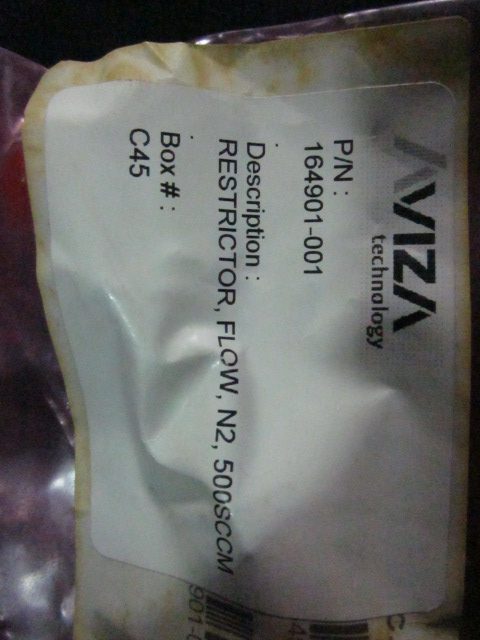 AVIZA
technology
P/N :
164901-001
Description :
RESTRICTOR, FLOW, N2, 500SCCM
Box # :
C45